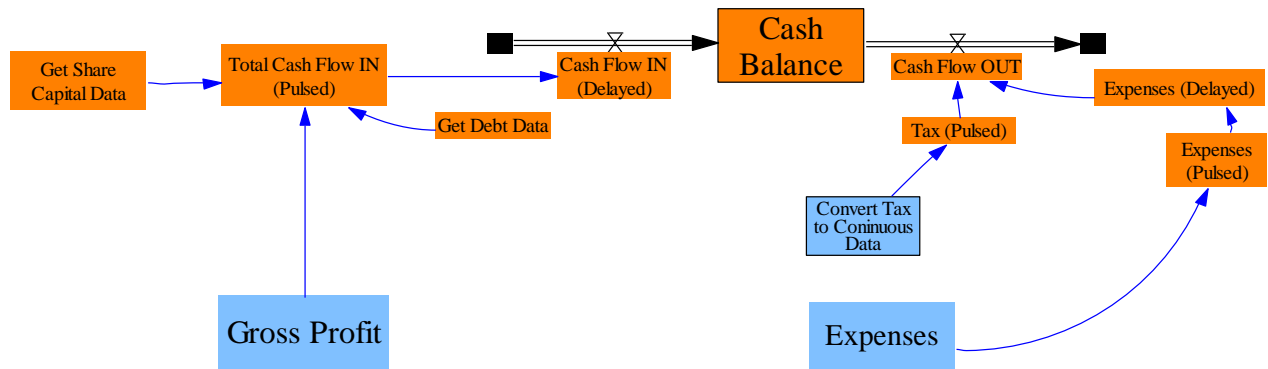 Get Share
Capital Data
Total Cash Flow IN
(Pulsed)
Get Debt Data
Cash Flow IN
(Delayed)
Cash
Balance
Cash Flow OUT
Expenses (Delayed)
Tax (Pulsed)
Expenses
(Pulsed)
Convert Tax
to Coninuous
Data
Gross Profit
Expenses